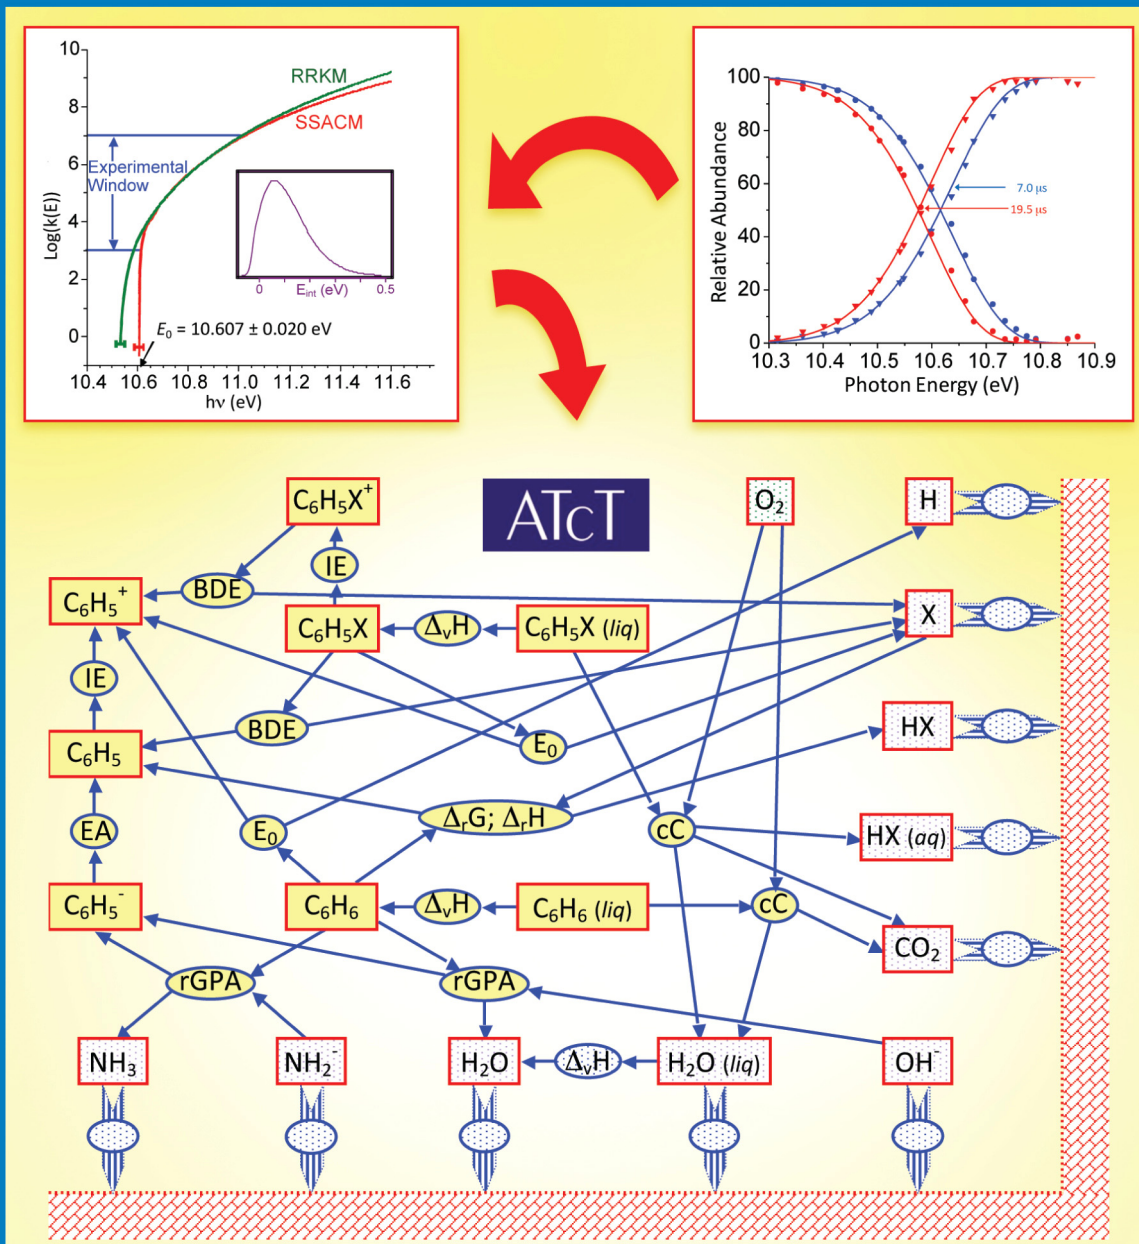 10
8
6
4
2
0
Log(k(E))
RRKM
SSACM
Experimental
Window
0
E_int (eV)
0.5
E₀ = 10.607 ± 0.020 eV
10.4 10.6 10.8 11.0 11.2 11.4 11.6
hν (eV)
100
80
60
40
20
0
Relative Abundance
7.0 µs
19.5 µs
10.3 10.4 10.5 10.6 10.7 10.8 10.9
Photon Energy (eV)
C₆H₅X⁺
ATcT
O₂
H
IE
BDE
C₆H₅⁺
C₆H₅X
ΔᵥH
C₆H₅X (liq)
X
IE
BDE
E₀
HX
C₆H₅
EA
E₀
ΔᵣG; ΔᵣH
cC
HX (aq)
C₆H₅⁻
C₆H₆
ΔᵥH
C₆H₆ (liq)
cC
CO₂
rGPA
rGPA
NH₃
NH₂⁻
H₂O
ΔᵥH
H₂O (liq)
OH⁻